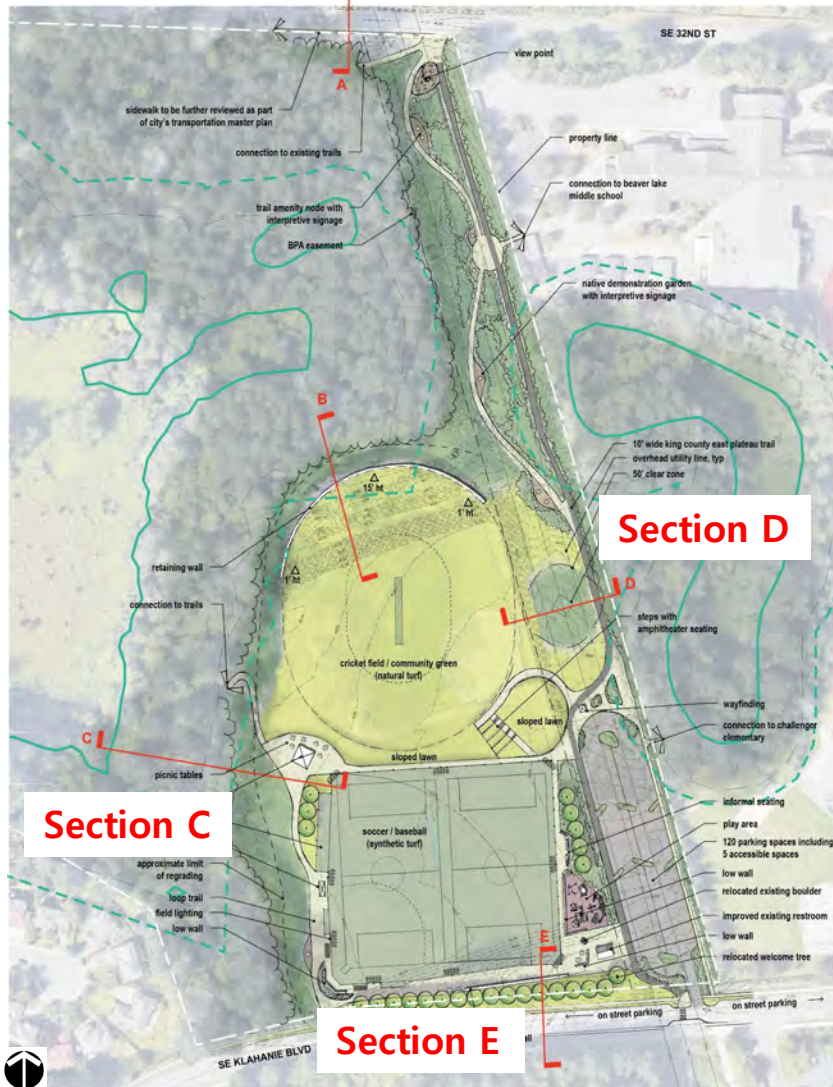 SE 32ND ST
view point
A
sidewalk to be further reviewed as part
of city's transportation master plan
property line
connection to existing trails
connection to beaver lake
middle school
trail amenity node with
interpretive signage
BPA easement
native demonstration garden
with interpretive signage
B
10' wide king county east plateau trail
overhead utility line, typ
50' clear zone
15' ht
1' ht
Section D
retaining wall
1' ht
D
connection to trails
steps with
amphitheater seating
cricket field / community green
(natural turf)
wayfinding
sloped lawn
connection to challenger
elementary
C
sloped lawn
picnic tables
informal seating
Section C
play area
soccer / baseball
(synthetic turf)
120 parking spaces including
5 accessible spaces
approximate limit
of regrading
low wall
loop trail
relocated existing boulder
field lighting
improved existing restroom
low wall
E
low wall
relocated welcome tree
on street parking
on street parking
Section E
SE KLAHANIE BLVD